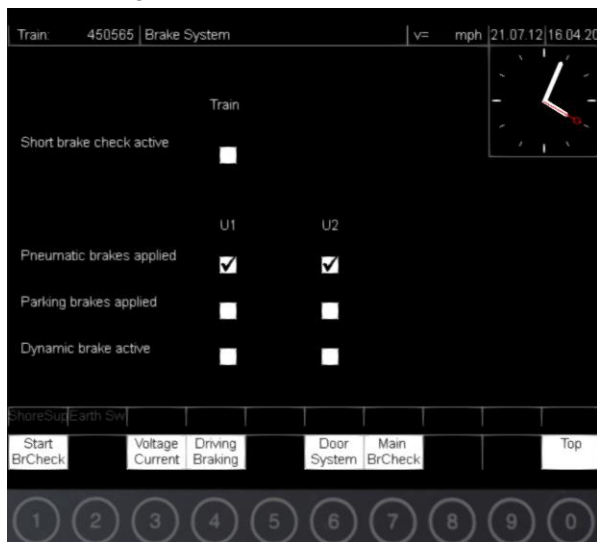 Train: 450565 Brake System v= mph 21.07.12 16.04.20
Train
Short brake check active
U1 U2
Pneumatic brakes applied
Parking brakes applied
Dynamic brake active
ShoreSup Earth Sw
Start Voltage Driving Door Main Top
BrCheck Current Braking System BrCheck
1 2 3 4 5 6 7 8 9 0